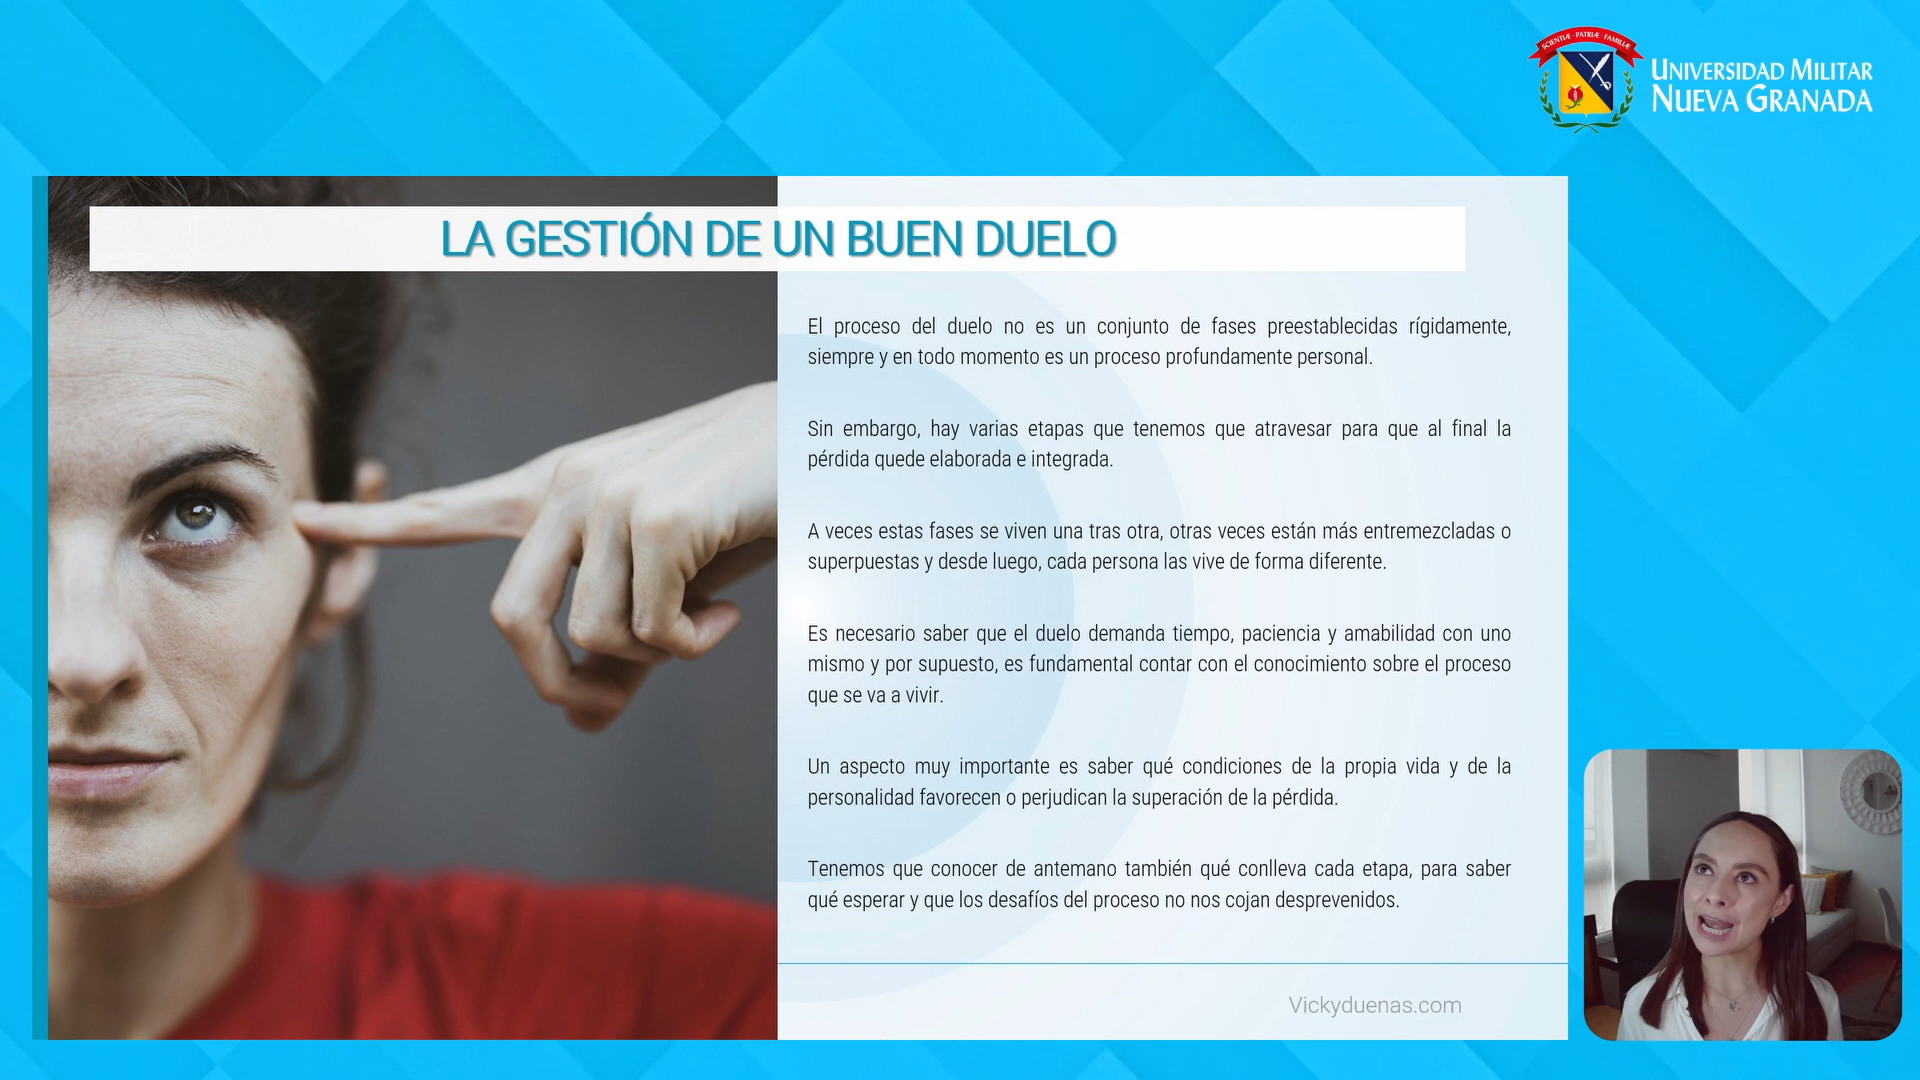 SCIENTIÆ · PATRIÆ · FAMILIÆ
UNIVERSIDAD MILITAR
NUEVA GRANADA
LA GESTIÓN DE UN BUEN DUELO
El proceso del duelo no es un conjunto de fases preestablecidas rígidamente,
siempre y en todo momento es un proceso profundamente personal.
Sin embargo, hay varias etapas que tenemos que atravesar para que al final la
pérdida quede elaborada e integrada.
A veces estas fases se viven una tras otra, otras veces están más entremezcladas o
superpuestas y desde luego, cada persona las vive de forma diferente.
Es necesario saber que el duelo demanda tiempo, paciencia y amabilidad con uno
mismo y por supuesto, es fundamental contar con el conocimiento sobre el proceso
que se va a vivir.
Un aspecto muy importante es saber qué condiciones de la propia vida y de la
personalidad favorecen o perjudican la superación de la pérdida.
Tenemos que conocer de antemano también qué conlleva cada etapa, para saber
qué esperar y que los desafíos del proceso no nos cojan desprevenidos.
Vickyduenas.com